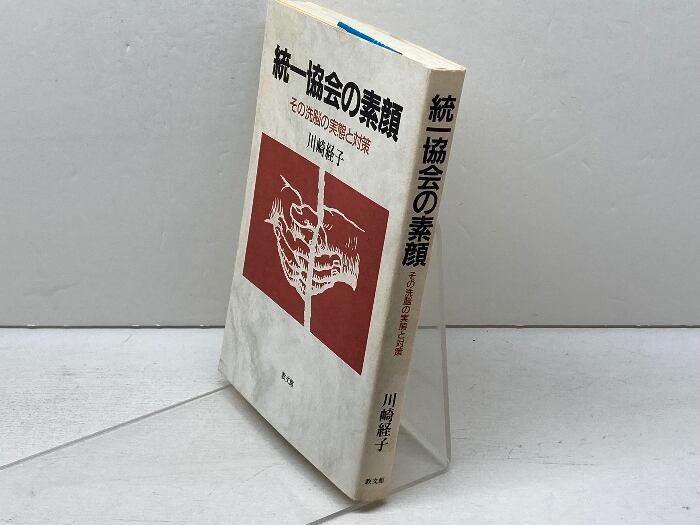 統一協会の素顔
その洗脳の実態と対策
川崎経子
教文館
統一協会の素顔
その洗脳の実態と対策
川崎経子
教文館